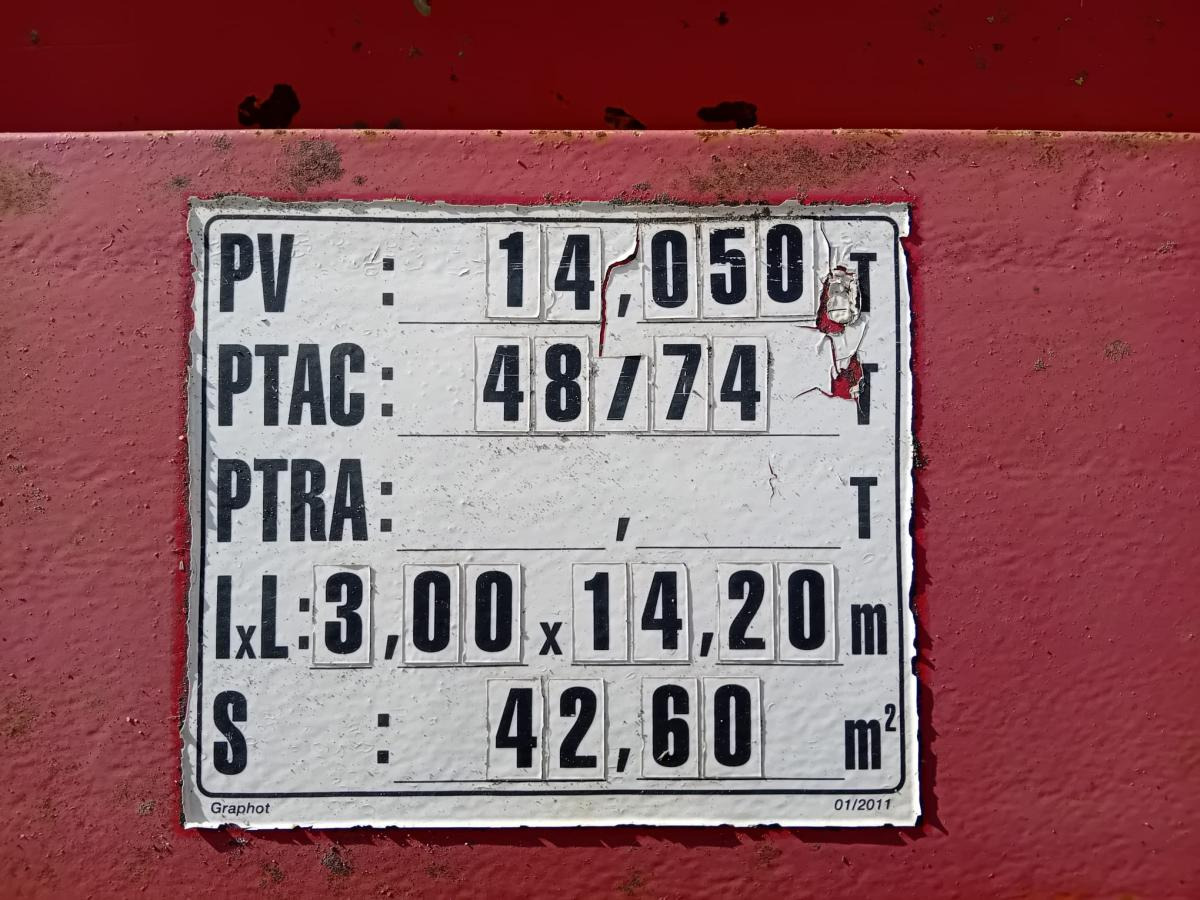 PV : 14,050 T
PTAC : 48/74 T
PTRA : , T
lxL : 3,00 x 14,20 m
S : 42,60 m²
Graphot 01/2011